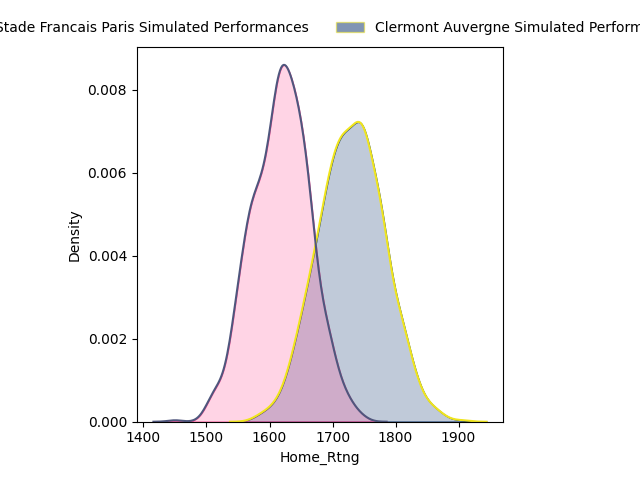 Stade Francais Paris Simulated Performances Clermont Auvergne Simulated Perform
0.008
0.006
0.004
0.002
0.000
Density
1400 1500 1600 1700 1800 1900
Home_Rtng